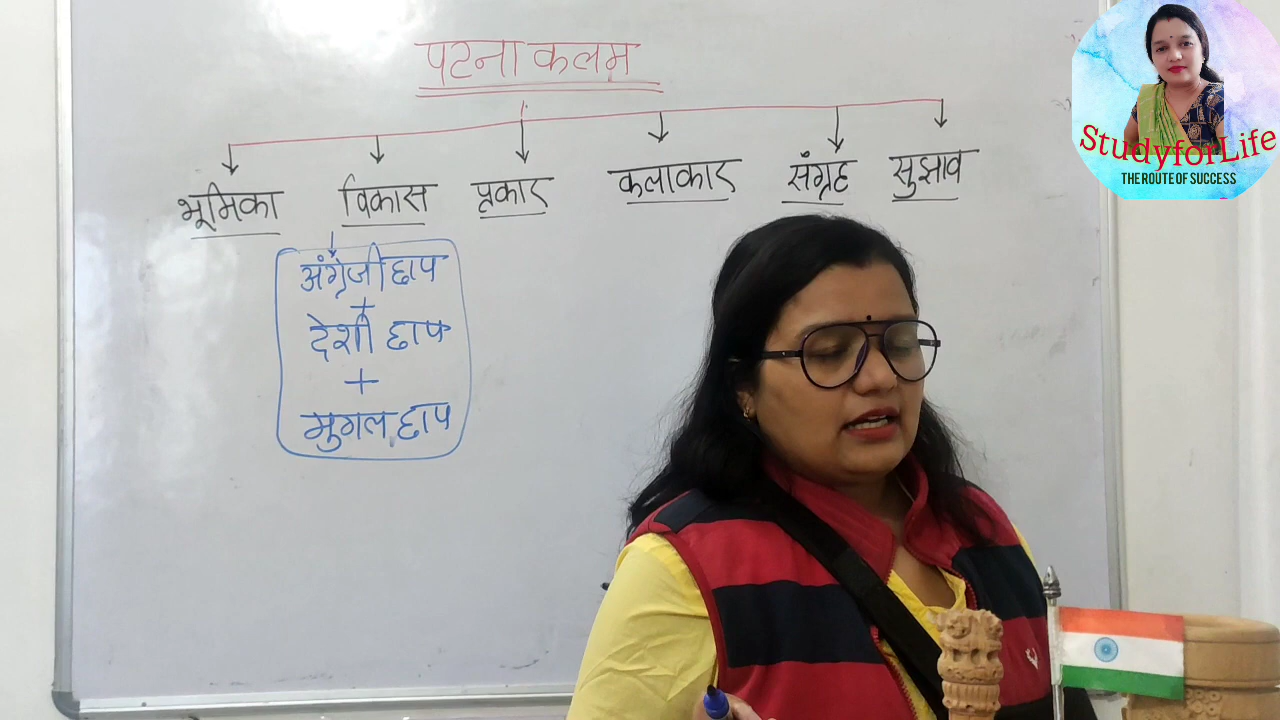 पटना कलम
भूमिका विकास प्रकार कलाकार संग्रह सुझाव
अंग्रेजी छाप
+
देशी छाप
+
मुगल छाप
StudyforLife
THE ROUTE OF SUCCESS